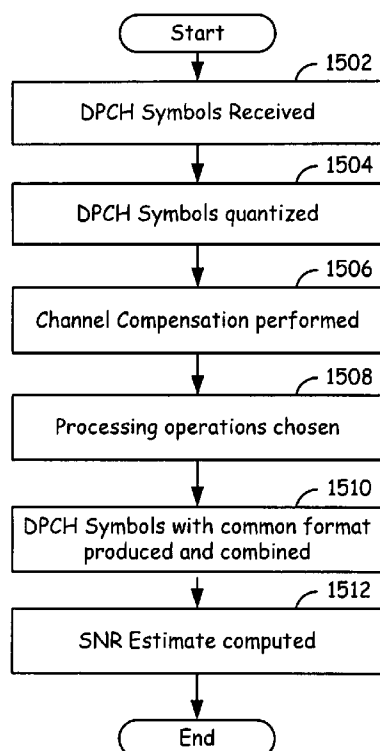 Start
1502
DPCH Symbols Received
1504
DPCH Symbols quantized
1506
Channel Compensation performed
1508
Processing operations chosen
1510
DPCH Symbols with common format
produced and combined
1512
SNR Estimate computed
End